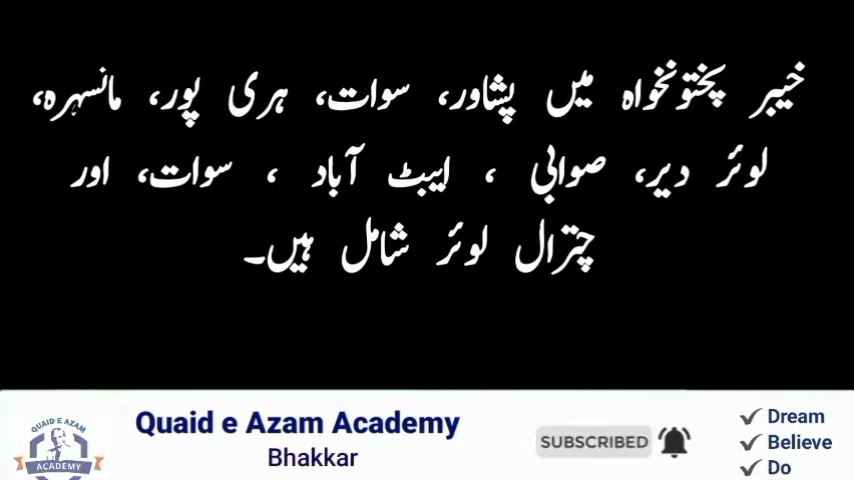 خیبر پختونخواہ میں پشاور، سوات، ہری پور، مانسہرہ،
لوئر دیر، صوابی ، ایبٹ آباد ، سوات، اور
چترال لوئر شامل ہیں۔
QUAID E AZAM
ACADEMY
Quaid e Azam Academy
Bhakkar
SUBSCRIBED
Dream
Believe
Do